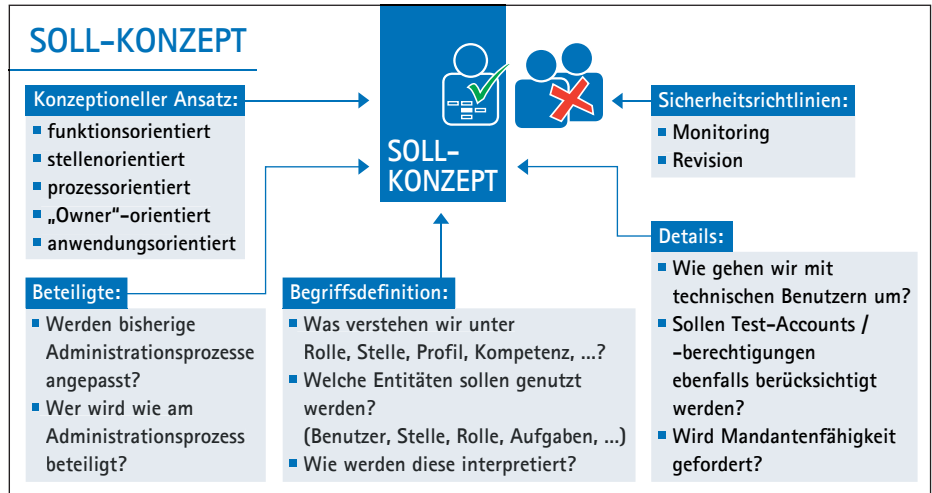 SOLL-KONZEPT
Konzeptioneller Ansatz:
funktionsorientiert
stellenorientiert
prozessorientiert
„Owner"-orientiert
anwendungsorientiert
SOLL-
KONZEPT
Sicherheitsrichtlinien:
Monitoring
Revision
Beteiligte:
Werden bisherige
Administrationsprozesse
angepasst?
Wer wird wie am
Administrationsprozess
beteiligt?
Begriffsdefinition:
Was verstehen wir unter
Rolle, Stelle, Profil, Kompetenz, ...?
Welche Entitäten sollen genutzt
werden?
(Benutzer, Stelle, Rolle, Aufgaben, ...)
Wie werden diese interpretiert?
Details:
Wie gehen wir mit
technischen Benutzern um?
Sollen Test-Accounts /
-berechtigungen
ebenfalls berücksichtigt
werden?
Wird Mandantenfähigkeit
gefordert?